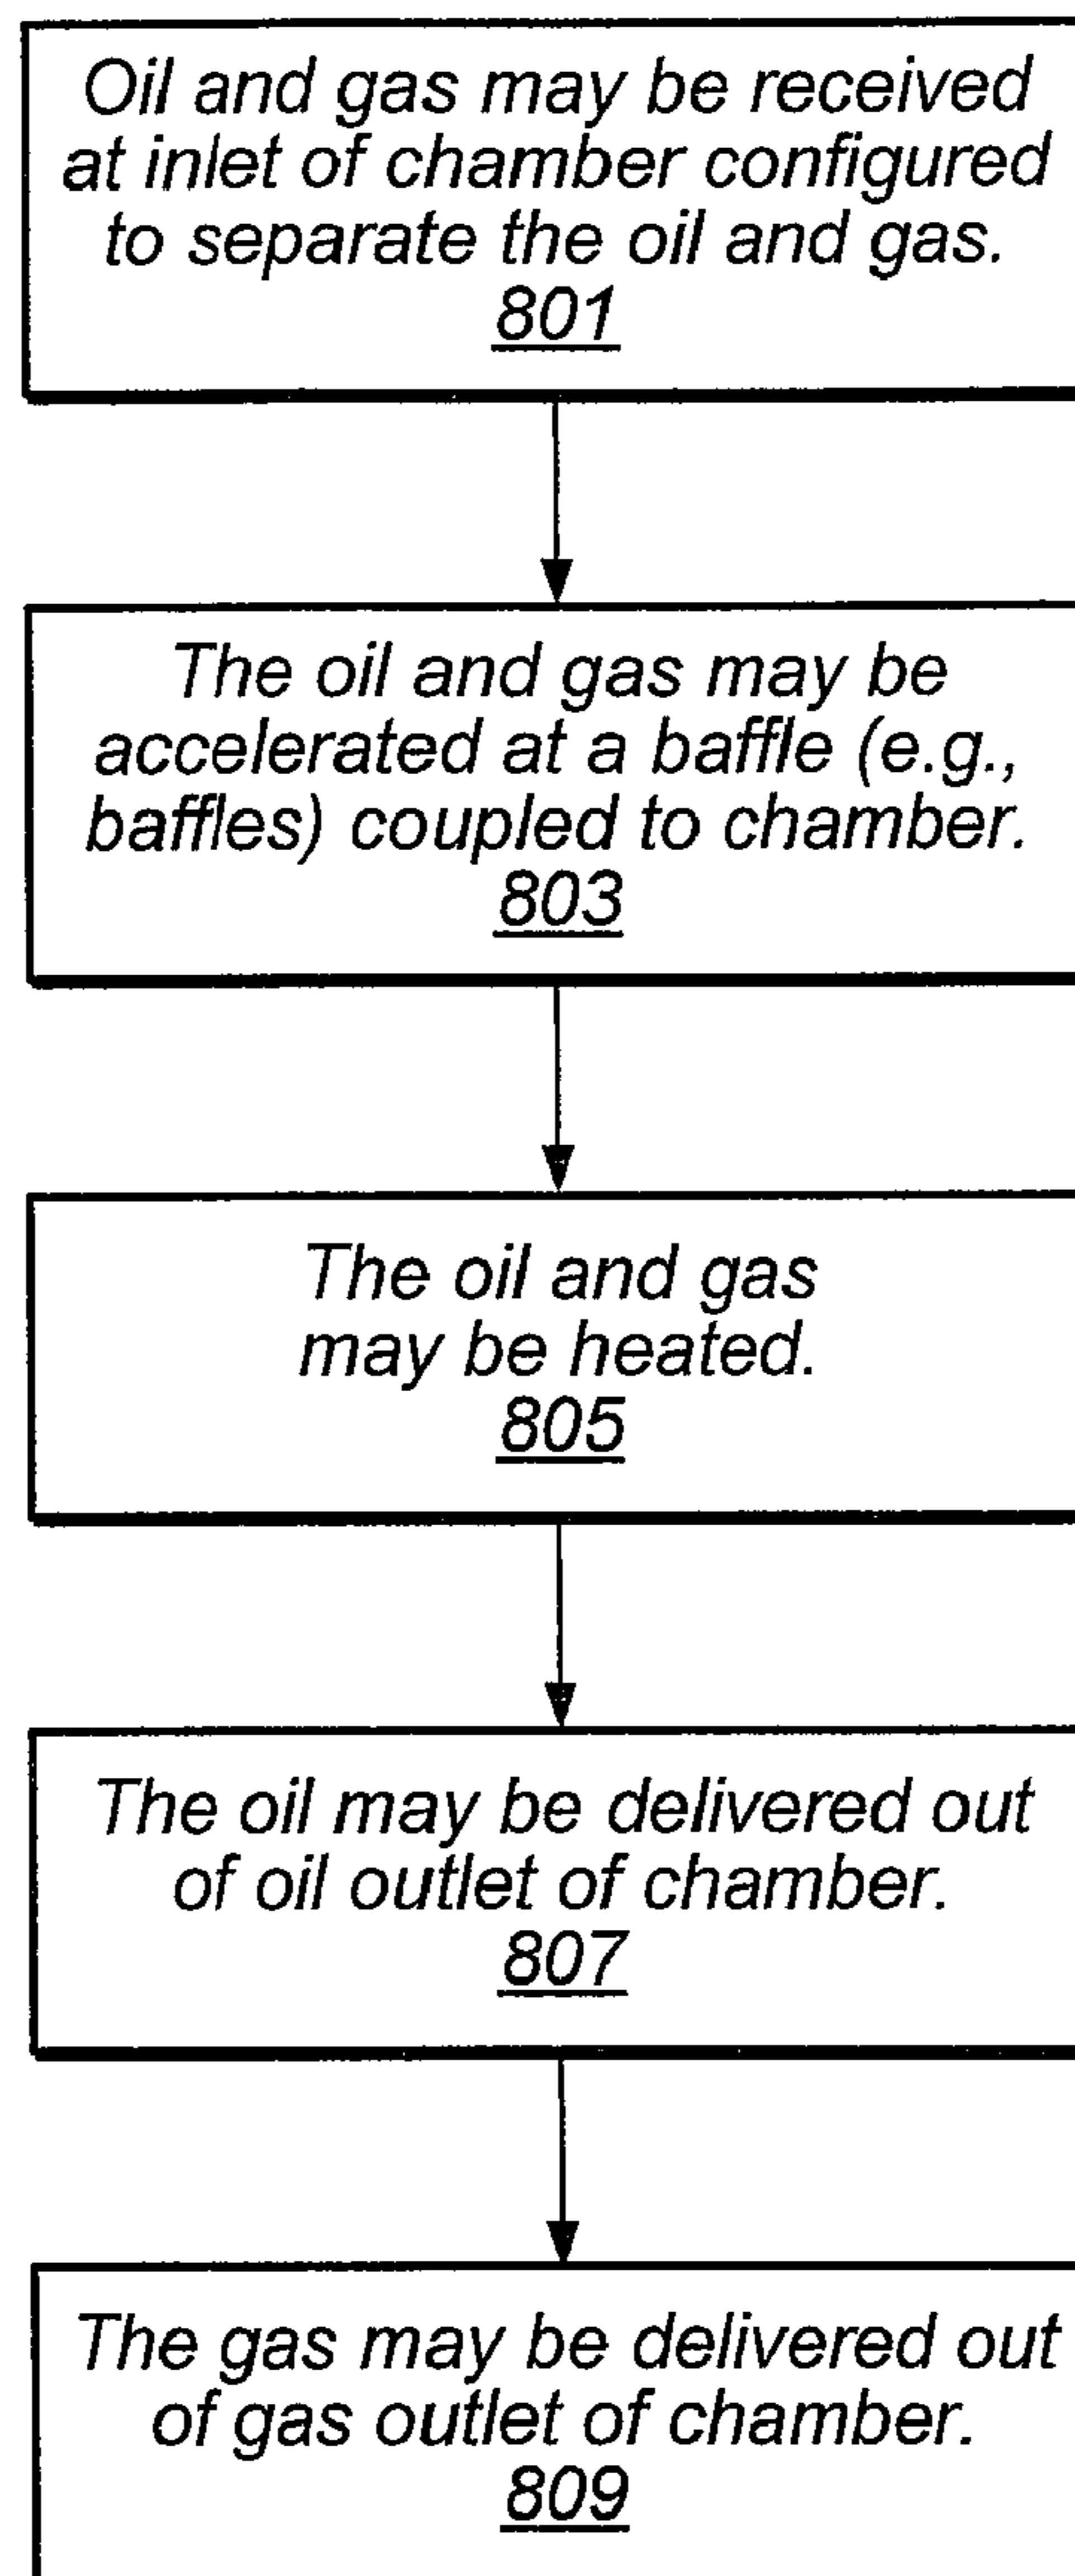 Oil and gas may be received
at inlet of chamber configured
to separate the oil and gas.
801
The oil and gas may be
accelerated at a baffle (e.g.,
baffles) coupled to chamber.
803
The oil and gas
may be heated.
805
The oil may be delivered out
of oil outlet of chamber.
807
The gas may be delivered out
of gas outlet of chamber.
809